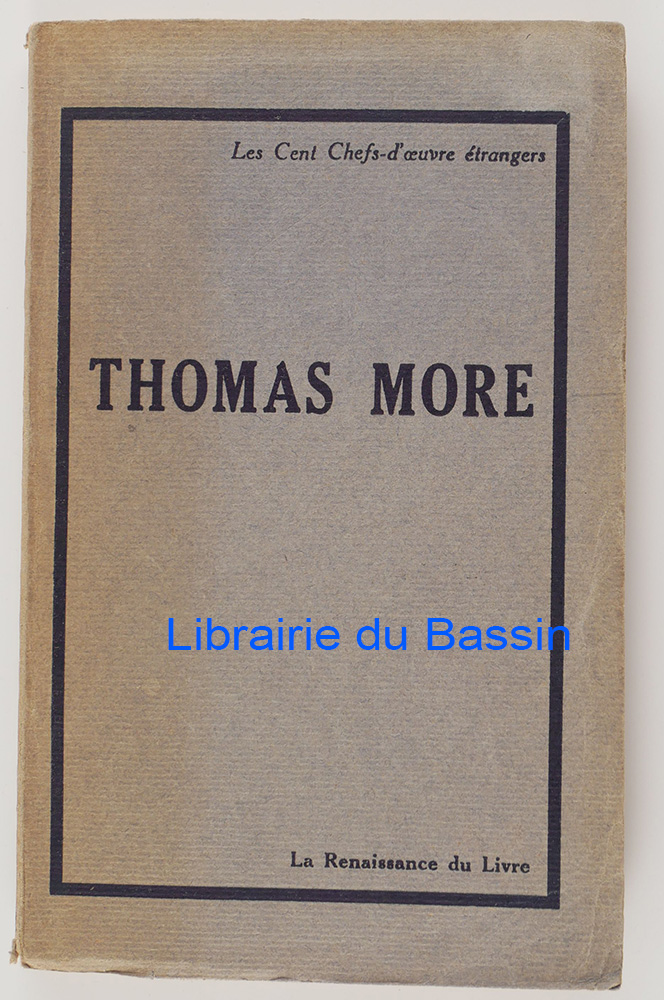 Les Cent Chefs-d'œuvre étrangers
THOMAS MORE
Librairie du Bassin
La Renaissance du Livre